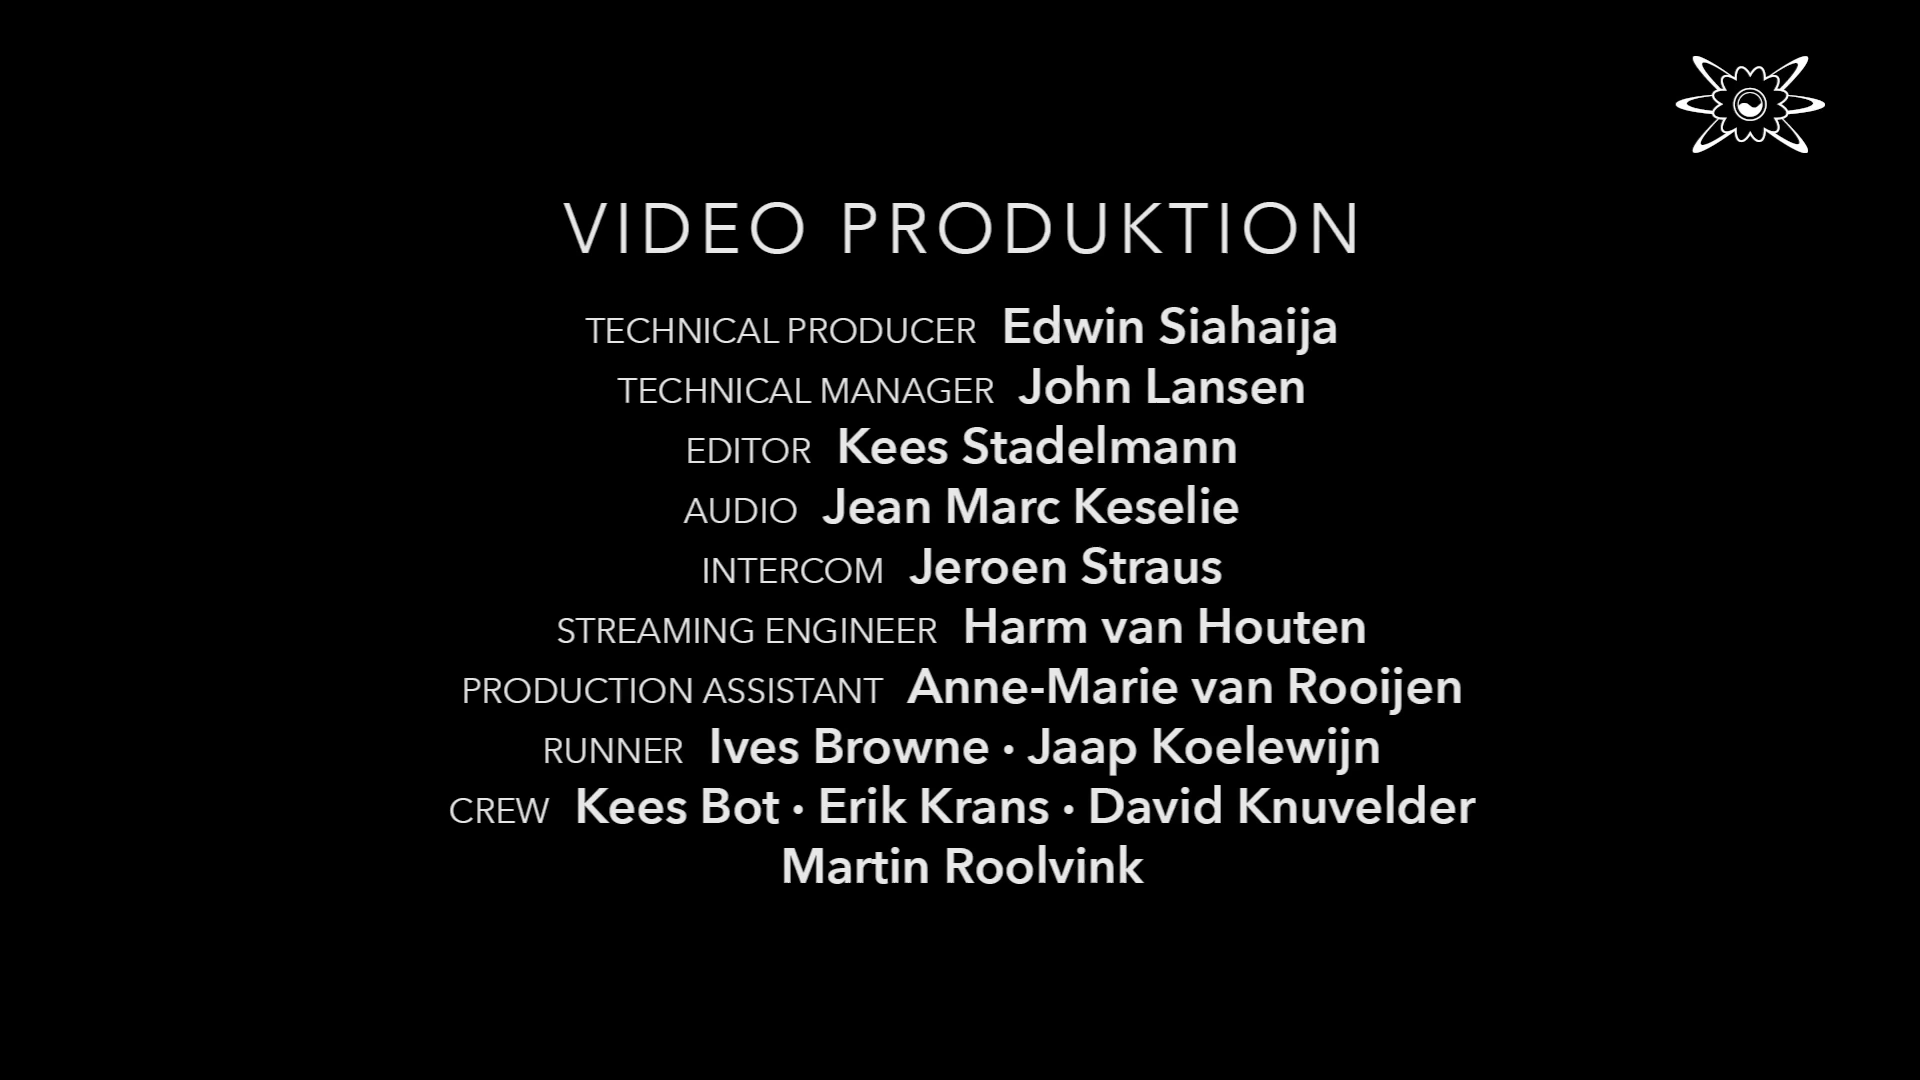 VIDEO PRODUKTION
TECHNICAL PRODUCER Edwin Siahaija
TECHNICAL MANAGER John Lansen
EDITOR Kees Stadelmann
AUDIO Jean Marc Keselie
INTERCOM Jeroen Straus
STREAMING ENGINEER Harm van Houten
PRODUCTION ASSISTANT Anne-Marie van Rooijen
RUNNER Ives Browne · Jaap Koelewijn
CREW Kees Bot · Erik Krans · David Knuvelder
Martin Roolvink